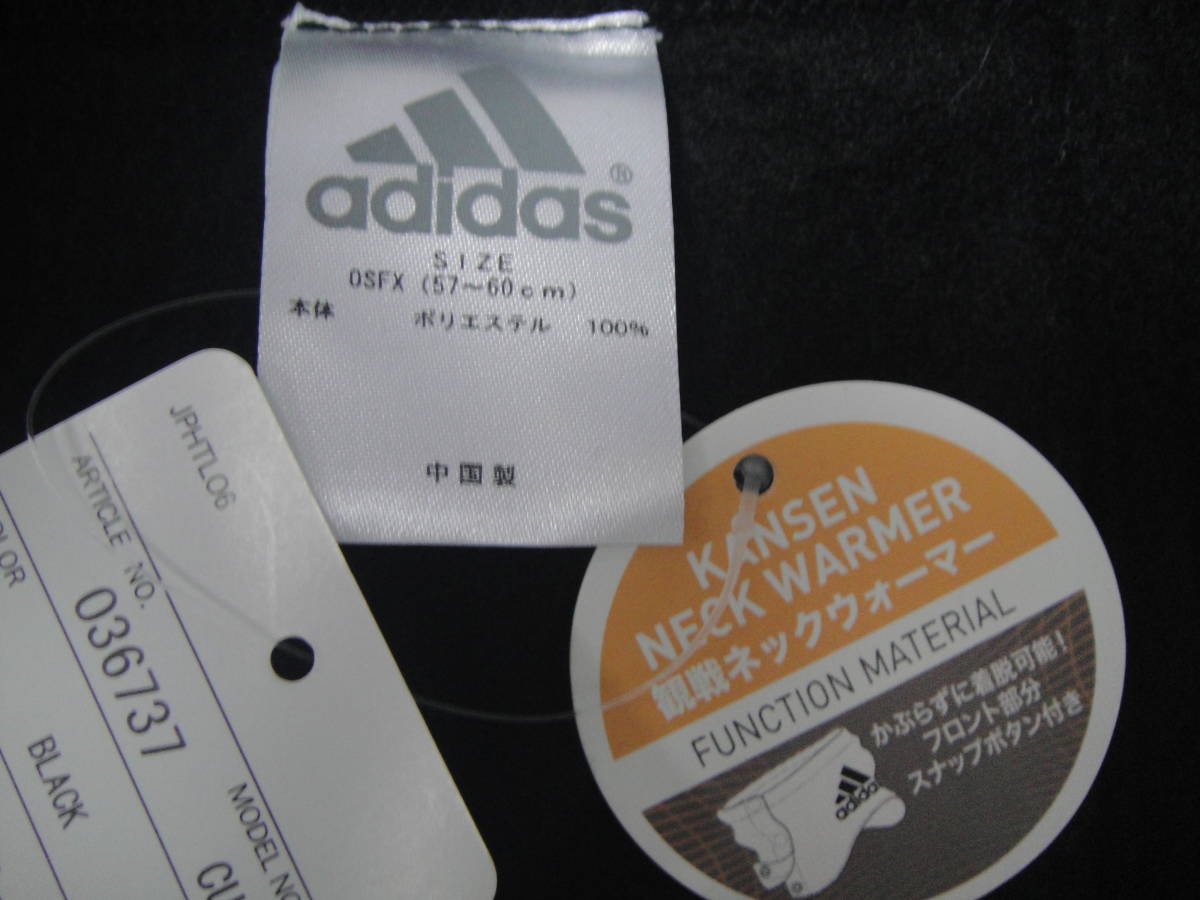 adidas®
SIZE
OSFX (57～60cm)
本体 ポリエステル 100%
中国製
JPHTL06
ARTICLE NO.
036737
BLACK
MODEL NO
KANSEN
NECK WARMER
観戦ネックウォーマー
FUNCTION MATERIAL
かぶらずに着脱可能!
フロント部分
スナップボタン付き
adidas